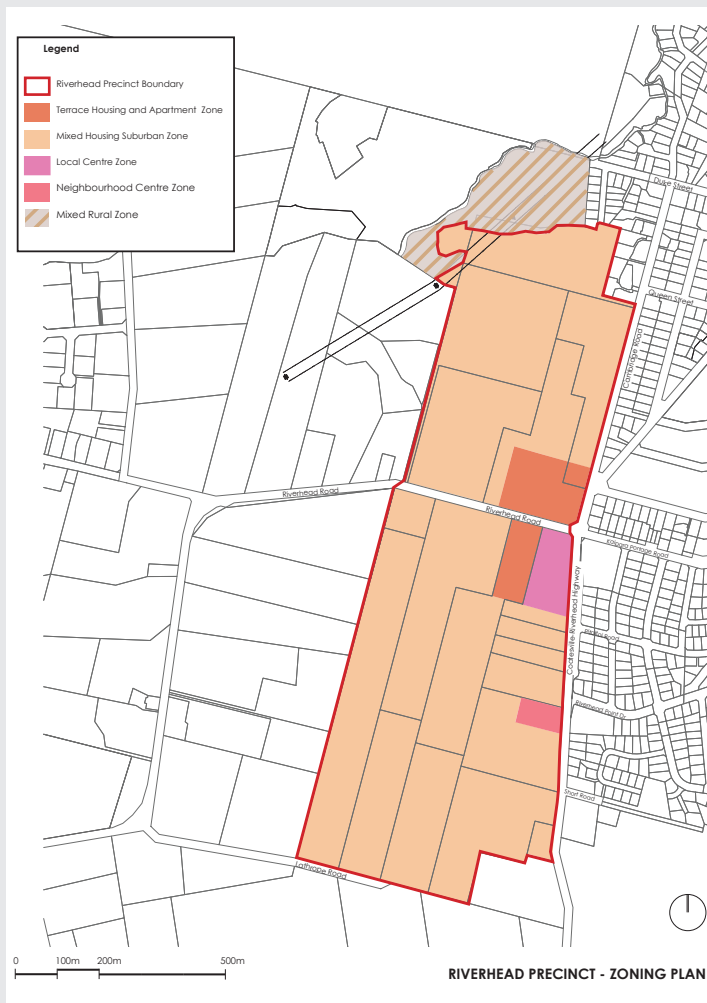 Legend
Riverhead Precinct Boundary
Terrace Housing and Apartment Zone
Mixed Housing Suburban Zone
Local Centre Zone
Neighbourhood Centre Zone
Mixed Rural Zone
Duke Street
Queen Street
Cambridge Road
Riverhead Road
Riverhead Road
Kaipara Portage Road
Coatesville-Riverhead Highway
Riverhead Point Dr
Short Road
Lathrope Road
0 100m 200m 500m
RIVERHEAD PRECINCT - ZONING PLAN